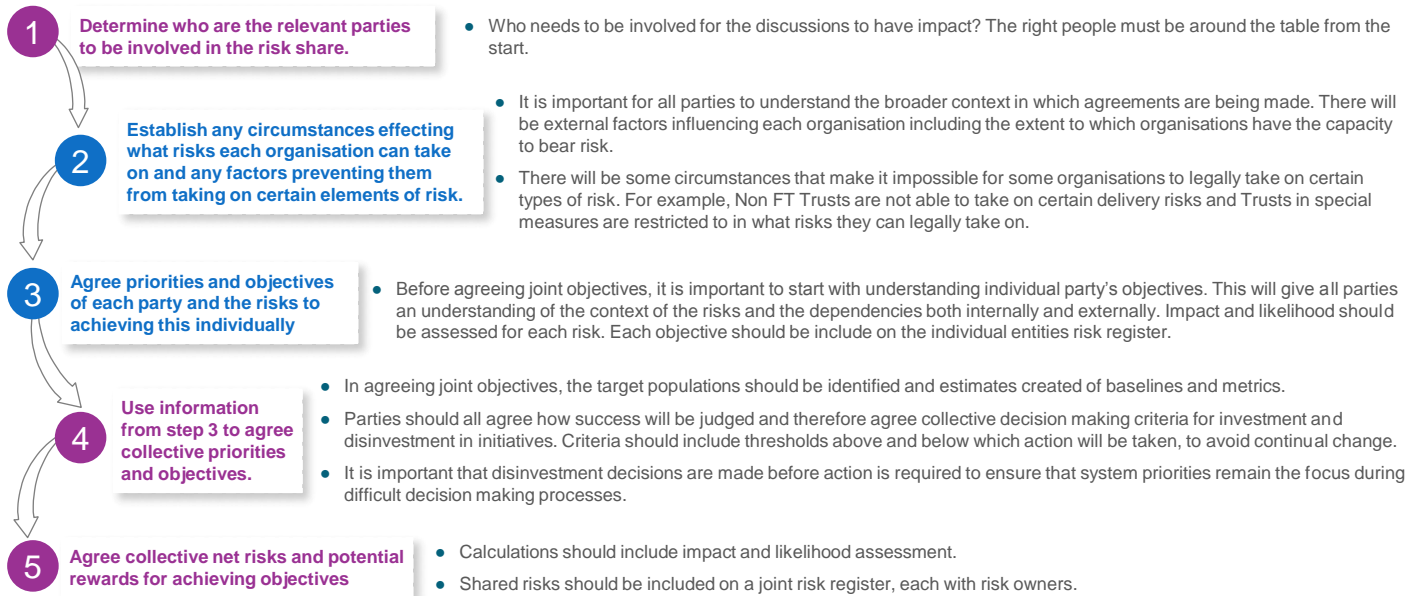 1
Determine who are the relevant parties
to be involved in the risk share.
● Who needs to be involved for the discussions to have impact? The right people must be around the table from the
start.
2
Establish any circumstances effecting
what risks each organisation can take
on and any factors preventing them
from taking on certain elements of risk.
● It is important for all parties to understand the broader context in which agreements are being made. There will
be external factors influencing each organisation including the extent to which organisations have the capacity
to bear risk.
● There will be some circumstances that make it impossible for some organisations to legally take on certain
types of risk. For example, Non FT Trusts are not able to take on certain delivery risks and Trusts in special
measures are restricted to in what risks they can legally take on.
3
Agree priorities and objectives
of each party and the risks to
achieving this individually
● Before agreeing joint objectives, it is important to start with understanding individual party's objectives. This will give all parties
an understanding of the context of the risks and the dependencies both internally and externally. Impact and likelihood should
be assessed for each risk. Each objective should be include on the individual entities risk register.
4
Use information
from step 3 to agree
collective priorities
and objectives.
● In agreeing joint objectives, the target populations should be identified and estimates created of baselines and metrics.
● Parties should all agree how success will be judged and therefore agree collective decision making criteria for investment and
disinvestment in initiatives. Criteria should include thresholds above and below which action will be taken, to avoid continual change.
● It is important that disinvestment decisions are made before action is required to ensure that system priorities remain the focus during
difficult decision making processes.
5
Agree collective net risks and potential
rewards for achieving objectives
● Calculations should include impact and likelihood assessment.
● Shared risks should be included on a joint risk register, each with risk owners.